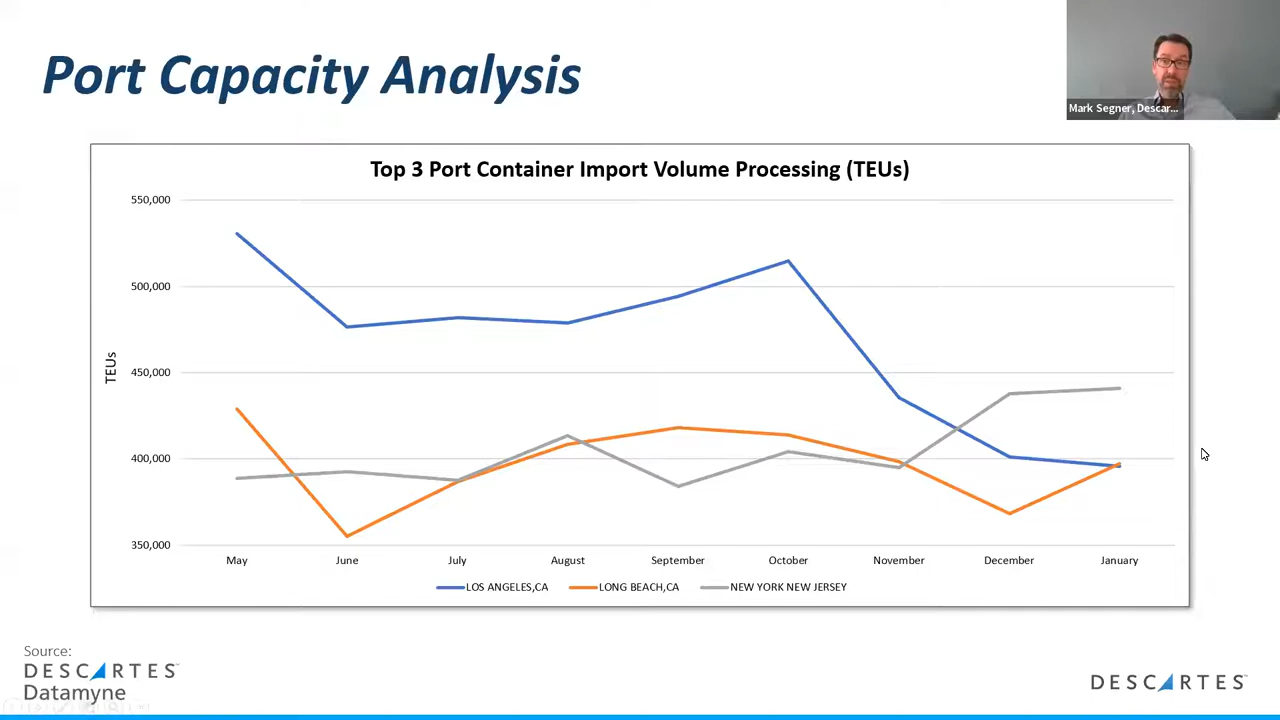 Port Capacity Analysis
Mark Segner, Descar...
Top 3 Port Container Import Volume Processing (TEUs)
550,000
500,000
450,000
400,000
350,000
TEUs
May June July August September October November December January
LOS ANGELES,CA LONG BEACH,CA NEW YORK NEW JERSEY
Source:
DESCARTES™
Datamyne
DESCARTES™